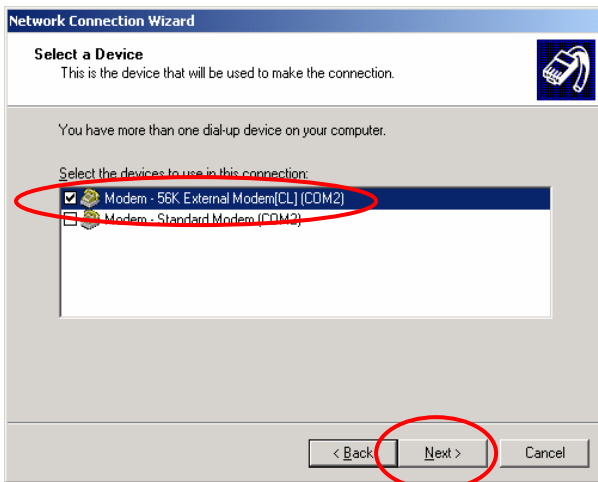 Network Connection Wizard
Select a Device
This is the device that will be used to make the connection.
You have more than one dial-up device on your computer.
Select the devices to use in this connection:
Modem - 56K External Modem[CL] (COM2)
Modem - Standard Modem (COM2)
< Back
Next >
Cancel